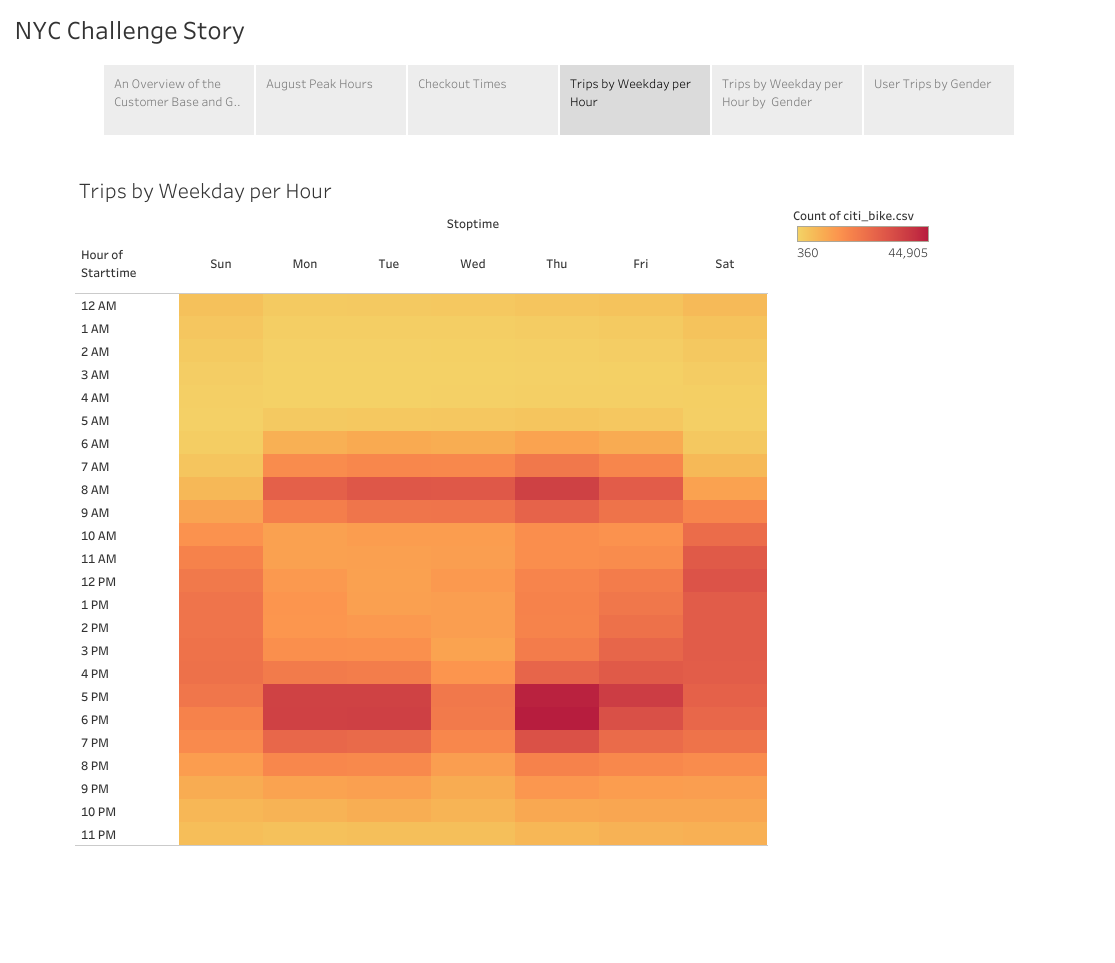 NYC Challenge Story
An Overview of the
Customer Base and G..
August Peak Hours
Checkout Times
Trips by Weekday per
Hour
Trips by Weekday per
Hour by  Gender
User Trips by Gender
Trips by Weekday per Hour
Stoptime
Hour of
Starttime
Sun Mon Tue Wed Thu Fri Sat
Count of citi_bike.csv
360 44,905
12 AM
1 AM
2 AM
3 AM
4 AM
5 AM
6 AM
7 AM
8 AM
9 AM
10 AM
11 AM
12 PM
1 PM
2 PM
3 PM
4 PM
5 PM
6 PM
7 PM
8 PM
9 PM
10 PM
11 PM